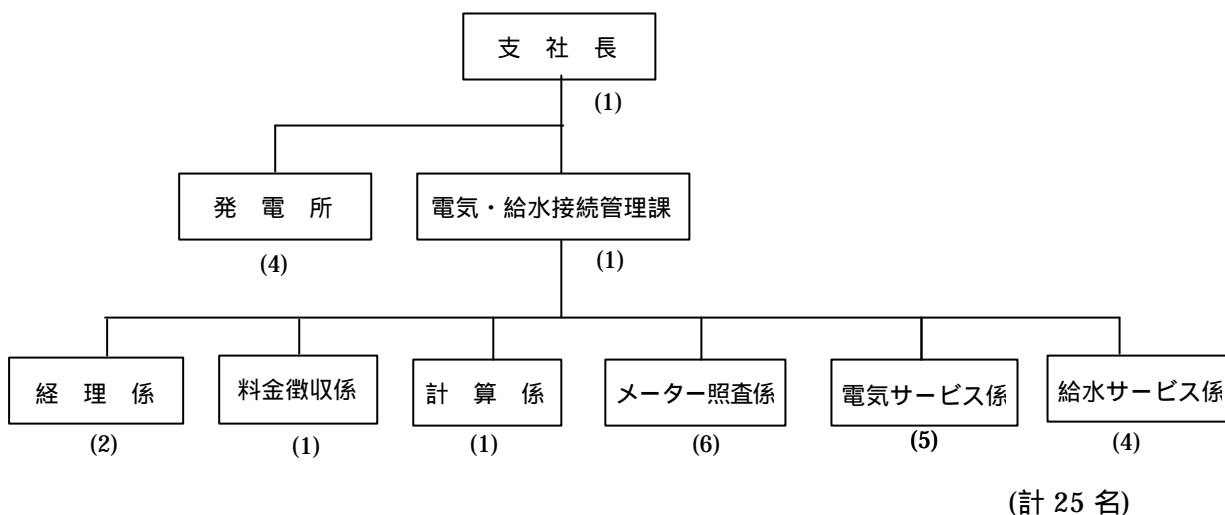 支　社　長
(1)
発　電　所
電気・給水接続管理課
(4)
(1)
経　理　係
料金徴収係
計　算　係
メーター照査係
電気サービス係
給水サービス係
(2)
(1)
(1)
(6)
(5)
(4)
(計 25 名)